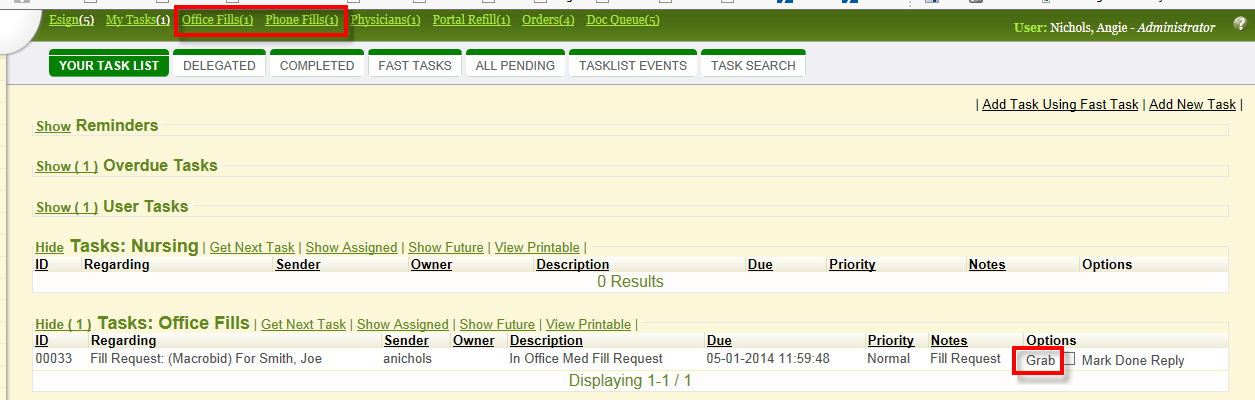 Esign(5) My Tasks(1) Office Fills(1) Phone Fills(1) Physicians(1) Portal Refill(1) Orders(4) Doc Queue(5)
User: Nichols, Angie - Administrator
YOUR TASK LIST DELEGATED COMPLETED FAST TASKS ALL PENDING TASKLIST EVENTS TASK SEARCH
| Add Task Using Fast Task | Add New Task |
Show Reminders
Show ( 1 ) Overdue Tasks
Show ( 1 ) User Tasks
Hide Tasks: Nursing | Get Next Task | Show Assigned | Show Future | View Printable |
ID Regarding Sender Owner Description Due Priority Notes Options
0 Results
Hide ( 1 ) Tasks: Office Fills | Get Next Task | Show Assigned | Show Future | View Printable |
ID Regarding Sender Owner Description Due Priority Notes Options
00033 Fill Request: (Macrobid) For Smith, Joe anichols In Office Med Fill Request 05-01-2014 11:59:48 Normal Fill Request Grab Mark Done Reply
Displaying 1-1 / 1